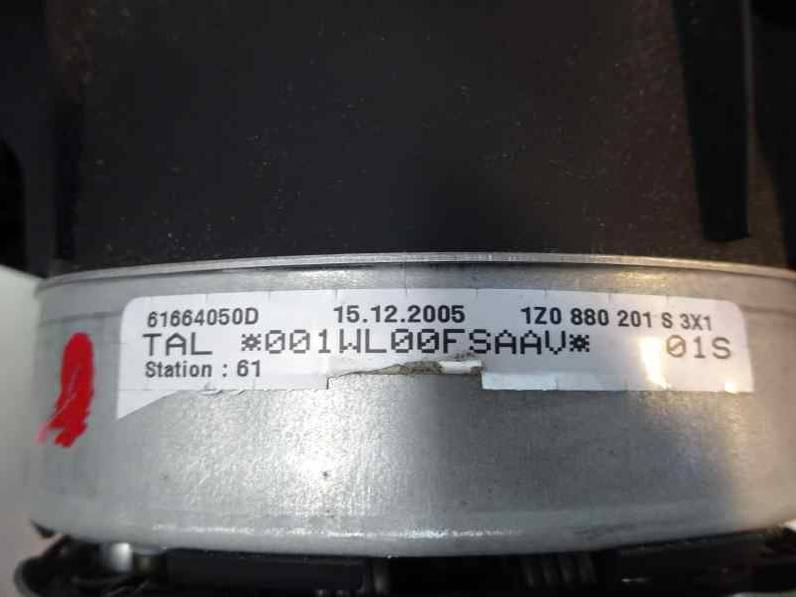 61664050D 15.12.2005 1Z0 880 201 S 3X1
TAL *001WL00FSAAV* 01S
Station : 61